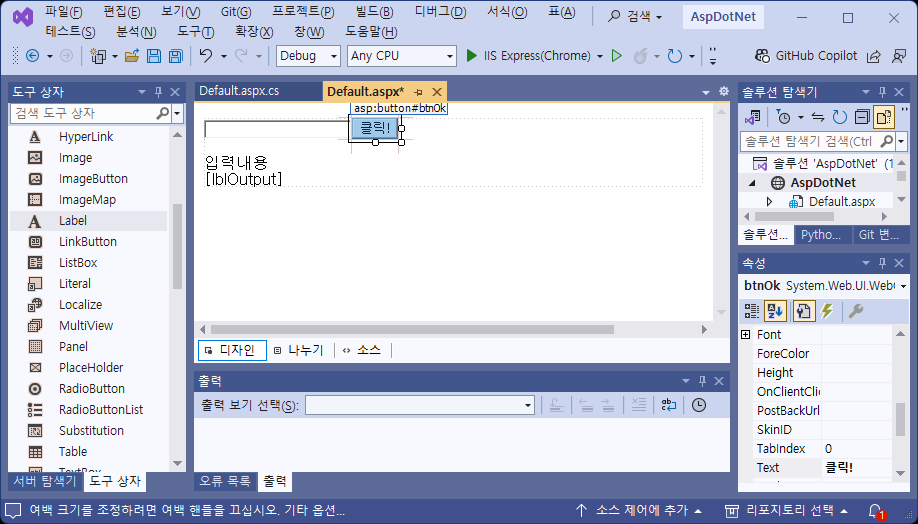 파일(F) 편집(E) 보기(V) Git(G) 프로젝트(P) 빌드(B) 디버그(D) 서식(O) 표(A) 검색 AspDotNet
테스트(S) 분석(N) 도구(T) 확장(X) 창(W) 도움말(H)
Debug Any CPU IIS Express(Chrome) GitHub Copilot
도구 상자
검색 도구 상자
HyperLink
Image
ImageButton
ImageMap
Label
LinkButton
ListBox
Literal
Localize
MultiView
Panel
PlaceHolder
RadioButton
RadioButtonList
Substitution
Table
TextBox
서버 탐색기 도구 상자
Default.aspx.cs Default.aspx*
asp:button#btnOk
클릭!
입력내용
[lblOutput]
디자인 나누기 소스
출력
출력 보기 선택(S):
오류 목록 출력
솔루션 탐색기
솔루션 탐색기 검색(Ctrl
솔루션 'AspDotNet' (1
AspDotNet
Default.aspx
솔루션... Pytho... Git 변...
속성
btnOk System.Web.UI.Web
Font
ForeColor
Height
OnClientCli
PostBackUrl
SkinID
TabIndex 0
Text 클릭!
여백 크기를 조정하려면 여백 핸들을 끄십시오. 기타 옵션... 소스 제어에 추가 리포지토리 선택 1